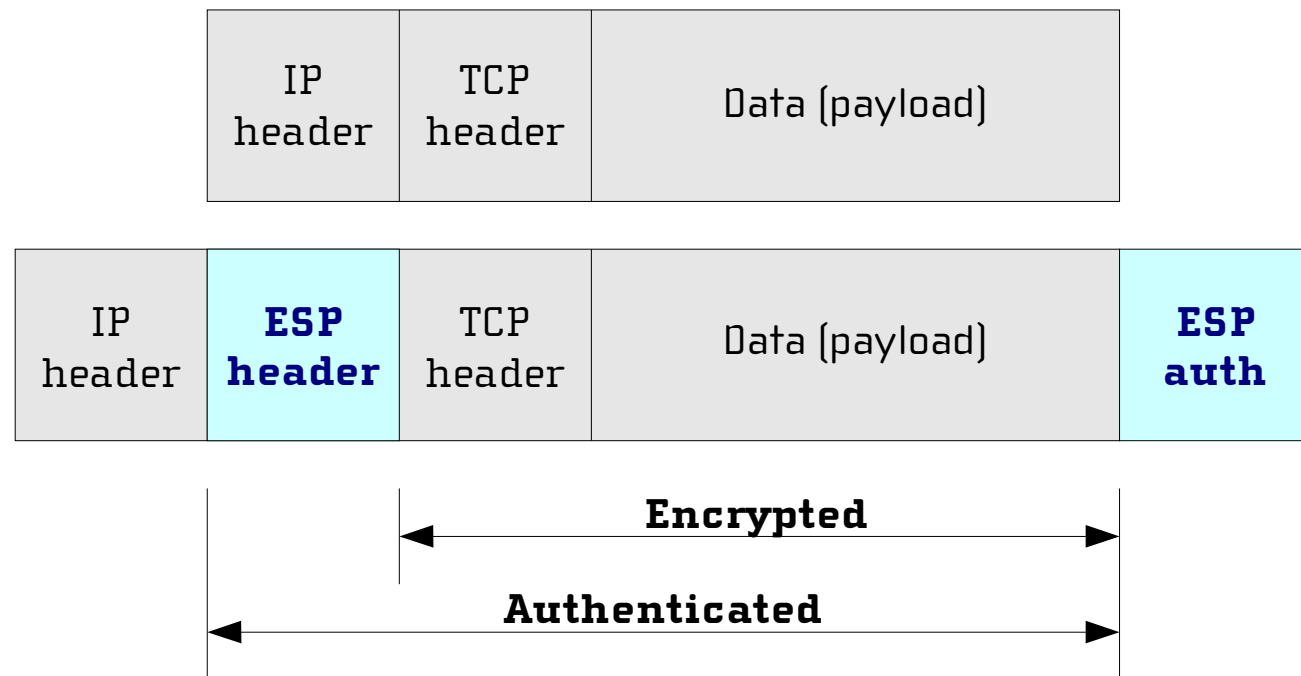 IP
header
TCP
header
Data (payload)
IP
header
ESP
header
TCP
header
Data (payload)
ESP
auth
Encrypted
Authenticated